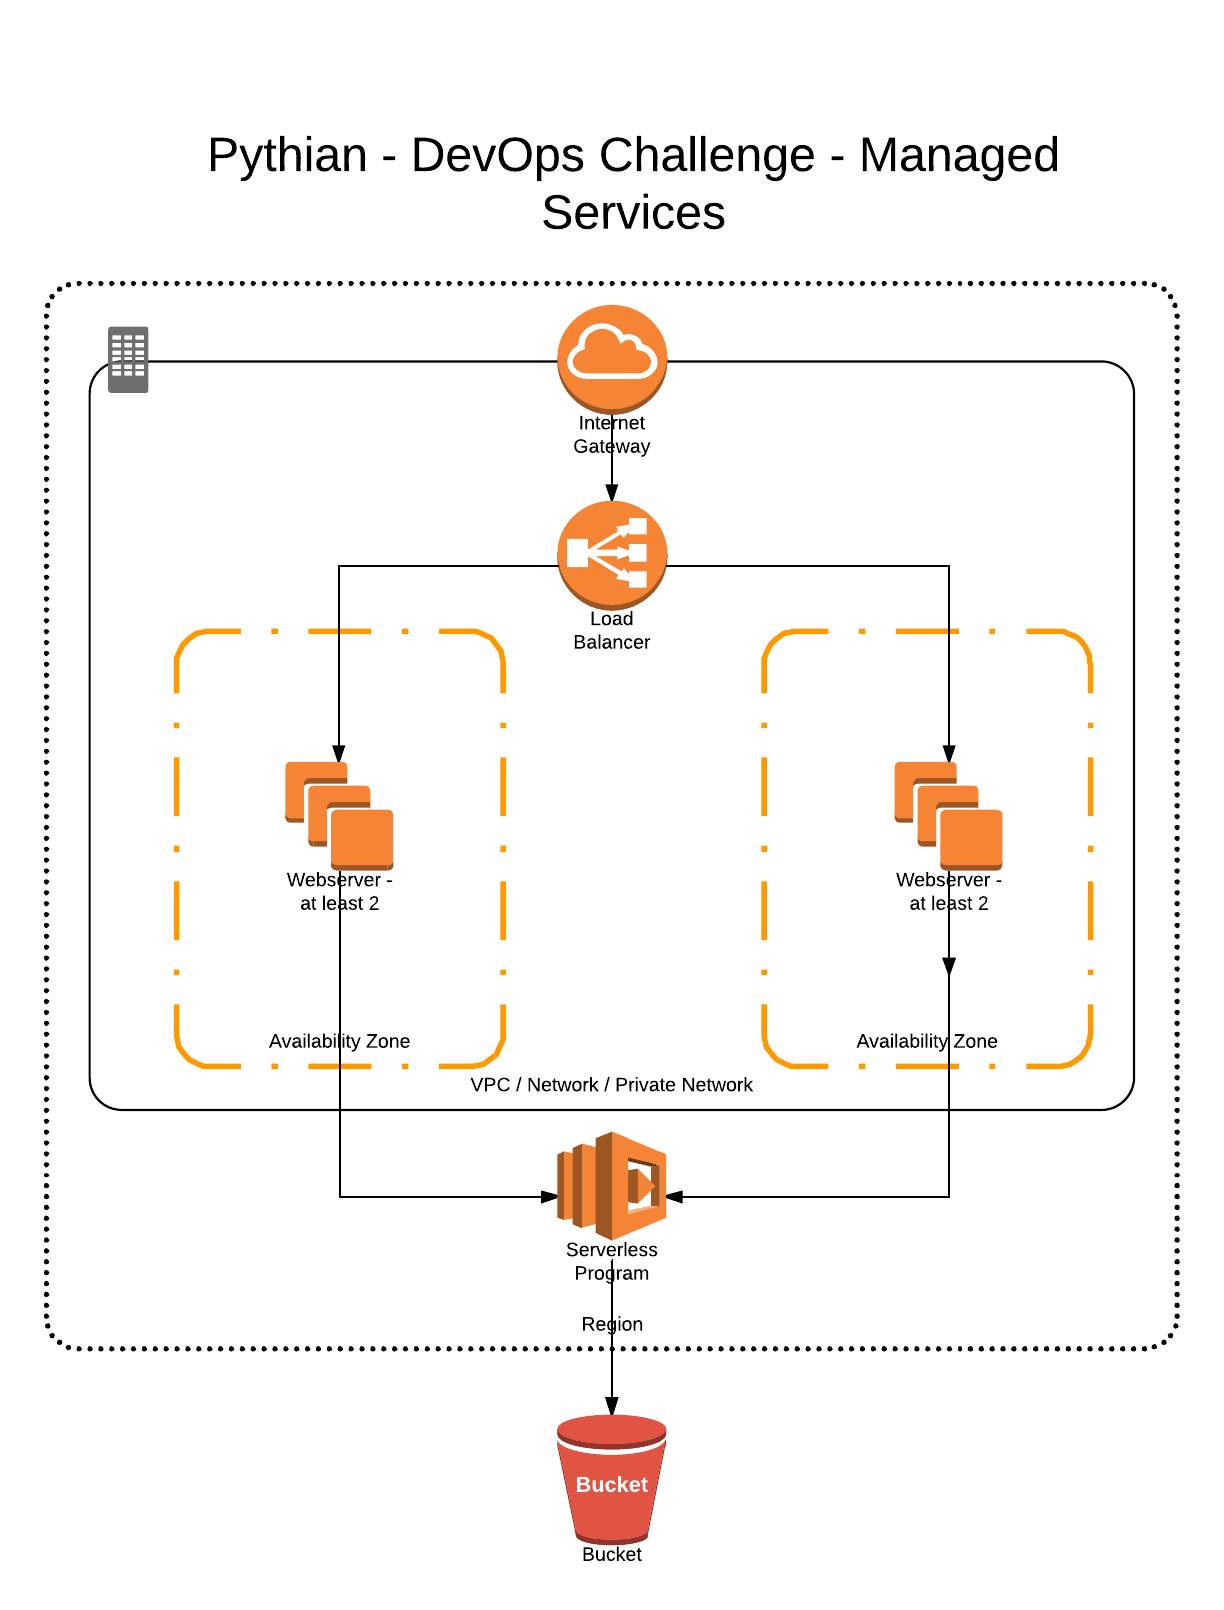 Pythian - DevOps Challenge - Managed
Services
Internet
Gateway
Load
Balancer
Webserver -
at least 2
Webserver -
at least 2
Availability Zone
Availability Zone
VPC / Network / Private Network
Serverless
Program
Region
Bucket
Bucket